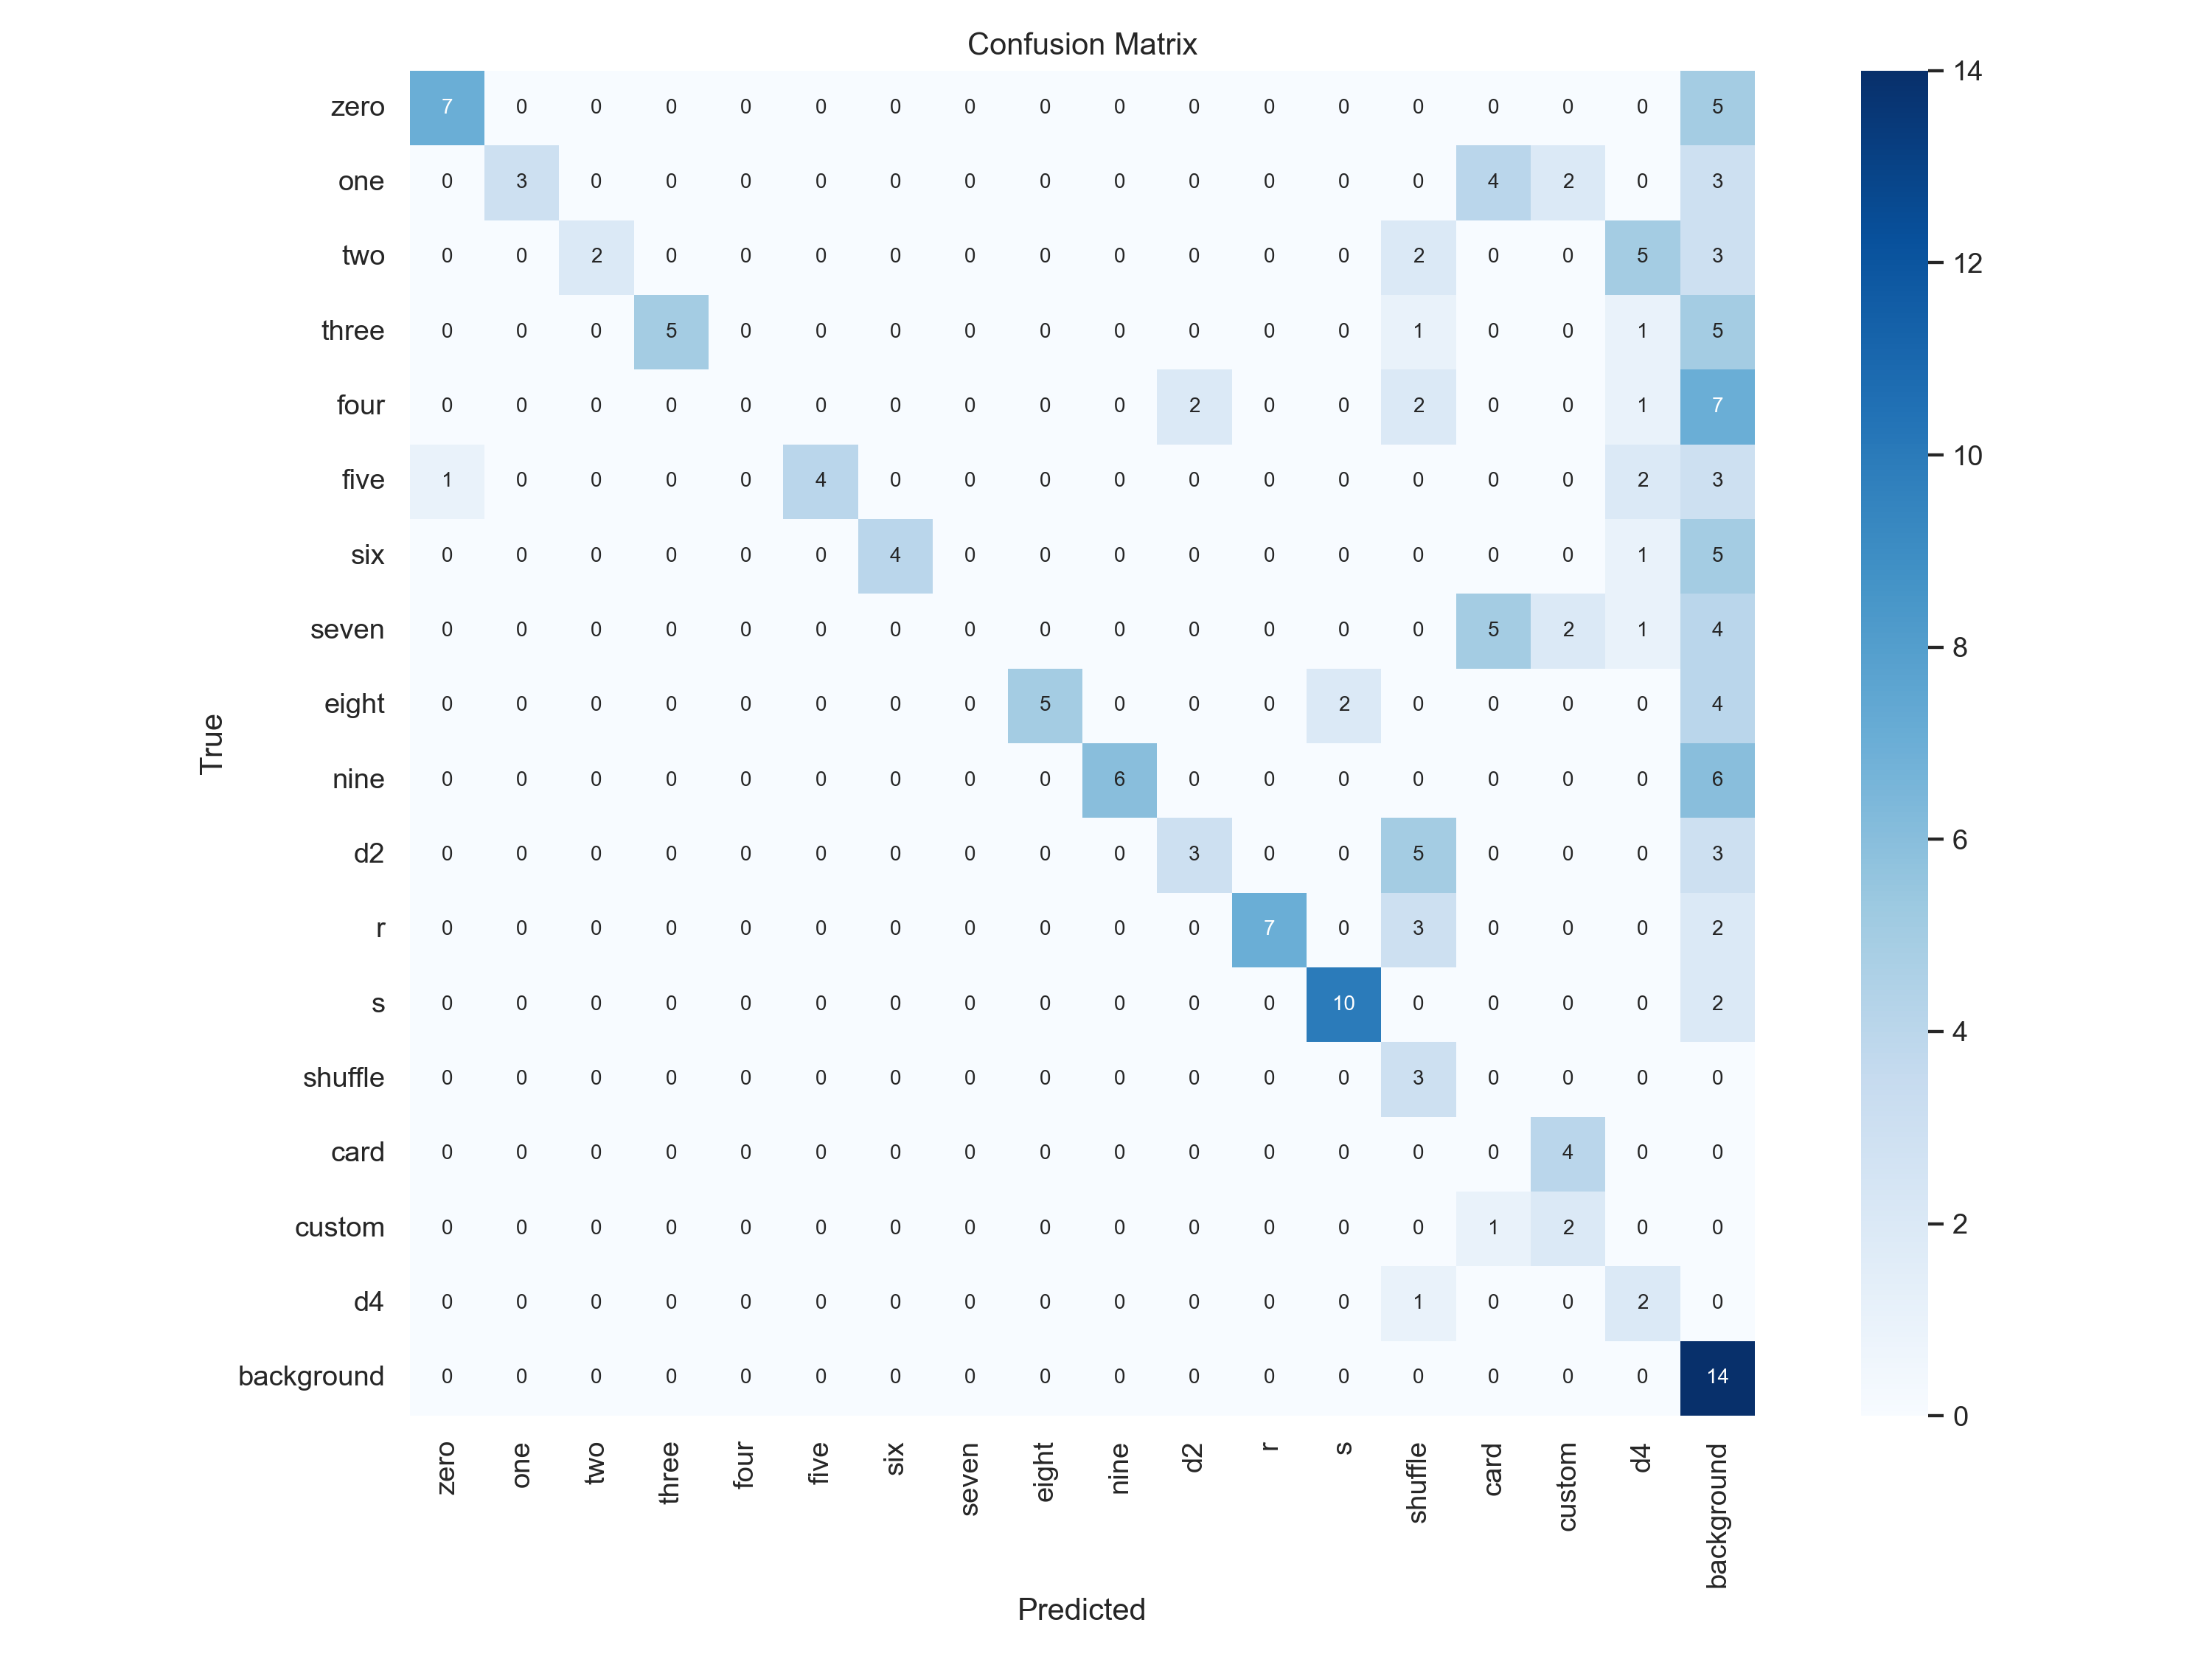 Confusion Matrix
zero 7 0 0 0 0 0 0 0 0 0 0 0 0 0 0 0 0 5
one 0 3 0 0 0 0 0 0 0 0 0 0 0 0 4 2 0 3
two 0 0 2 0 0 0 0 0 0 0 0 0 0 2 0 0 5 3
three 0 0 0 5 0 0 0 0 0 0 0 0 0 1 0 0 1 5
four 0 0 0 0 0 0 0 0 0 0 2 0 0 2 0 0 1 7
five 1 0 0 0 0 4 0 0 0 0 0 0 0 0 0 0 2 3
six 0 0 0 0 0 0 4 0 0 0 0 0 0 0 0 0 1 5
seven 0 0 0 0 0 0 0 0 0 0 0 0 0 0 5 2 1 4
eight 0 0 0 0 0 0 0 0 5 0 0 0 2 0 0 0 0 4
nine 0 0 0 0 0 0 0 0 0 6 0 0 0 0 0 0 0 6
d2 0 0 0 0 0 0 0 0 0 0 3 0 0 5 0 0 0 3
r 0 0 0 0 0 0 0 0 0 0 0 7 0 3 0 0 0 2
s 0 0 0 0 0 0 0 0 0 0 0 0 10 0 0 0 0 2
shuffle 0 0 0 0 0 0 0 0 0 0 0 0 0 3 0 0 0 0
card 0 0 0 0 0 0 0 0 0 0 0 0 0 0 0 4 0 0
custom 0 0 0 0 0 0 0 0 0 0 0 0 0 0 1 2 0 0
d4 0 0 0 0 0 0 0 0 0 0 0 0 0 1 0 0 2 0
background 0 0 0 0 0 0 0 0 0 0 0 0 0 0 0 0 0 14
zero one two three four five six seven eight nine d2 r s shuffle card custom d4 background
Predicted
True
14
12
10
8
6
4
2
0